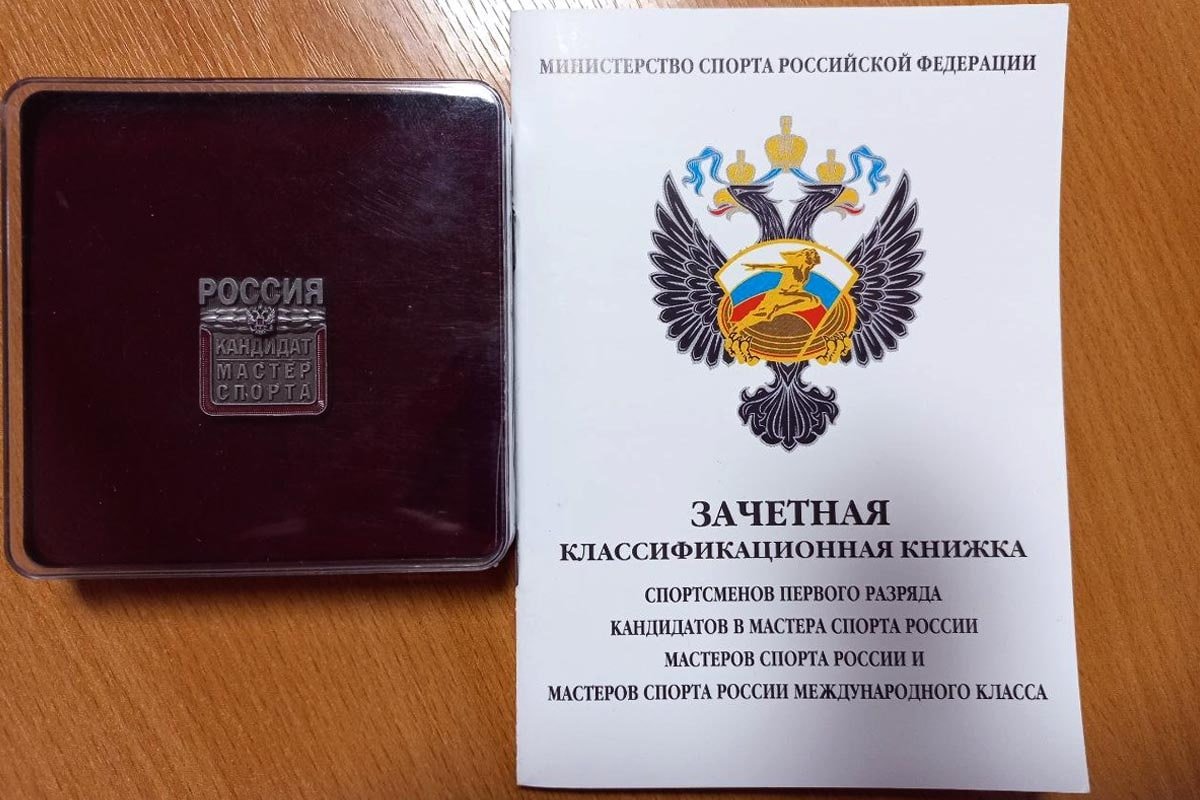 РОССИЯ
КАНДИДАТ
МАСТЕР
СПОРТА
МИНИСТЕРСТВО СПОРТА РОССИЙСКОЙ ФЕДЕРАЦИИ
ЗАЧЕТНАЯ
КЛАССИФИКАЦИОННАЯ КНИЖКА
СПОРТСМЕНОВ ПЕРВОГО РАЗРЯДА
КАНДИДАТОВ В МАСТЕРА СПОРТА РОССИИ
МАСТЕРОВ СПОРТА РОССИИ И
МАСТЕРОВ СПОРТА РОССИИ МЕЖДУНАРОДНОГО КЛАССА